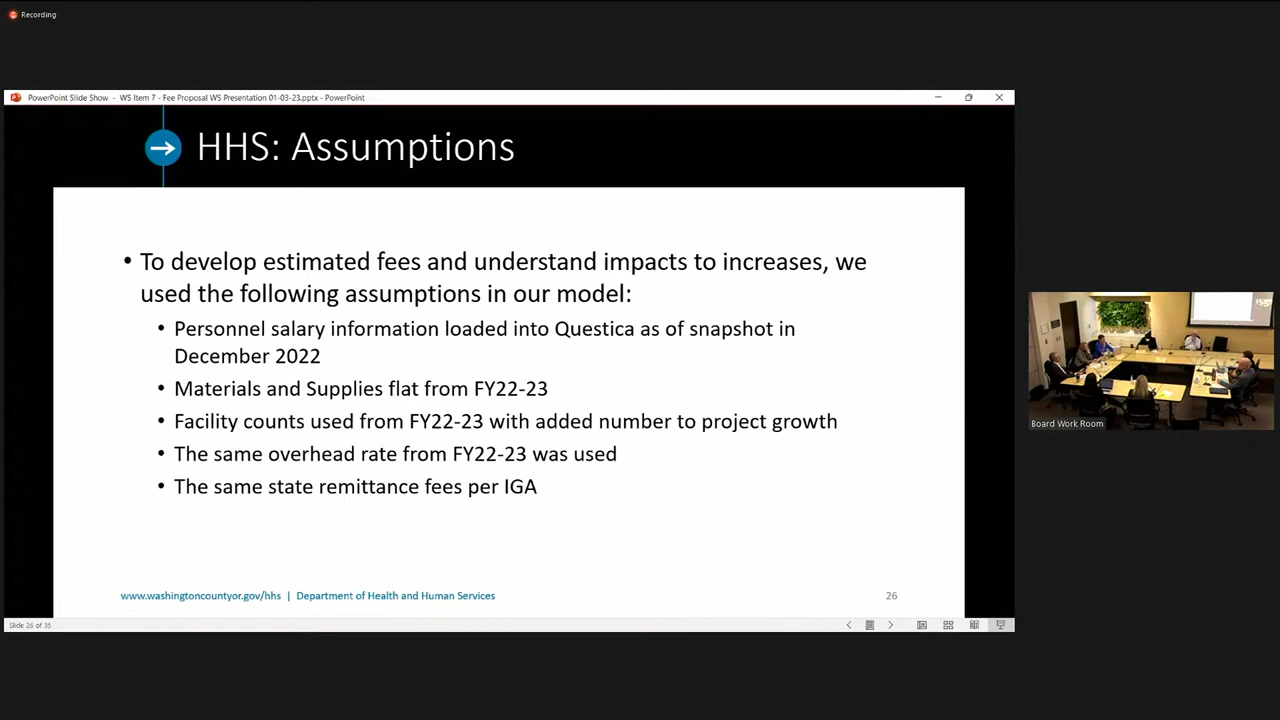 Recording
PowerPoint Slide Show - WS Item 7 - Fee Proposal WS Presentation 01-03-23.pptx - PowerPoint
HHS: Assumptions
• To develop estimated fees and understand impacts to increases, we
used the following assumptions in our model:
• Personnel salary information loaded into Questica as of snapshot in
December 2022
• Materials and Supplies flat from FY22-23
• Facility counts used from FY22-23 with added number to project growth
• The same overhead rate from FY22-23 was used
• The same state remittance fees per IGA
www.washingtoncountyor.gov/hhs | Department of Health and Human Services
26
Slide 26 of 35
Board Work Room